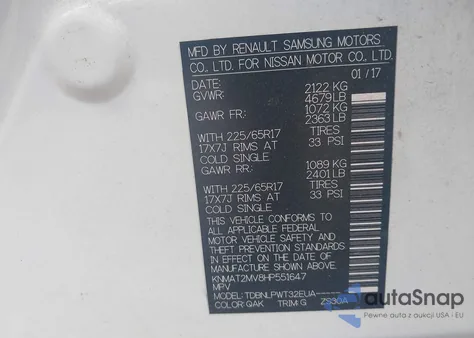 MFD BY RENAULT SAMSUNG MOTORS
CO., LTD. FOR NISSAN MOTOR CO., LTD.
DATE: 01/17
GVWR: 2122 KG
4679 LB
GAWR FR: 1072 KG
2363 LB
WITH 225/65R17 TIRES
17X7J RIMS AT 33 PSI
COLD SINGLE
GAWR RR: 1089 KG
2401 LB
WITH 225/65R17 TIRES
17X7J RIMS AT 33 PSI
COLD SINGLE
THIS VEHICLE CONFORMS TO
ALL APPLICABLE FEDERAL
MOTOR VEHICLE SAFETY AND
THEFT PREVENTION STANDARDS
IN EFFECT ON THE DATE OF
MANUFACTURE SHOWN ABOVE.
KNMAT2MV8HP551647
MPV
MODEL: TDBNLPWT32EUA
COLOR: QAK TRIM: G ZS30A
autaSnap
Pewne auta z aukcji w USA i EU.